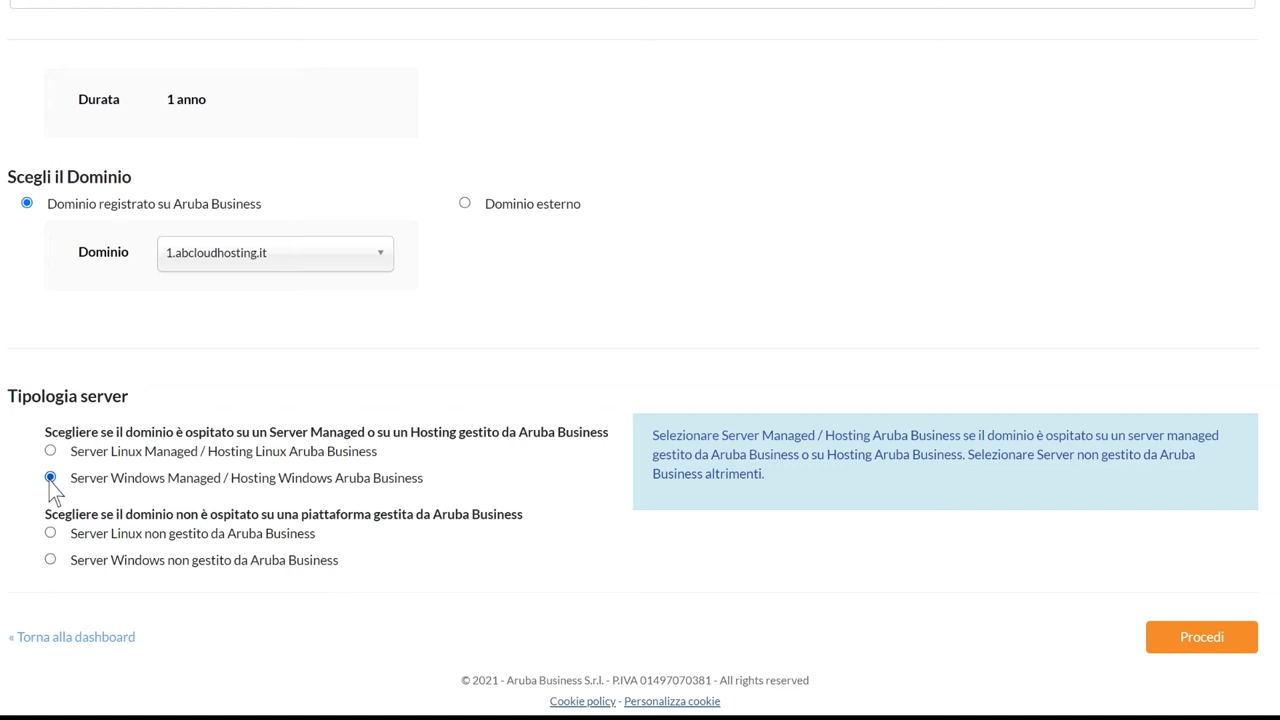 Durata 1 anno
Scegli il Dominio
Dominio registrato su Aruba Business Dominio esterno
Dominio 1.abcloudhosting.it
Tipologia server
Scegliere se il dominio è ospitato su un Server Managed o su un Hosting gestito da Aruba Business
Server Linux Managed / Hosting Linux Aruba Business
Server Windows Managed / Hosting Windows Aruba Business
Scegliere se il dominio non è ospitato su una piattaforma gestita da Aruba Business
Server Linux non gestito da Aruba Business
Server Windows non gestito da Aruba Business
Selezionare Server Managed / Hosting Aruba Business se il dominio è ospitato su un server managed
gestito da Aruba Business o su Hosting Aruba Business. Selezionare Server non gestito da Aruba
Business altrimenti.
« Torna alla dashboard
Procedi
© 2021 - Aruba Business S.r.l. - P.IVA 01497070381 - All rights reserved
Cookie policy - Personalizza cookie